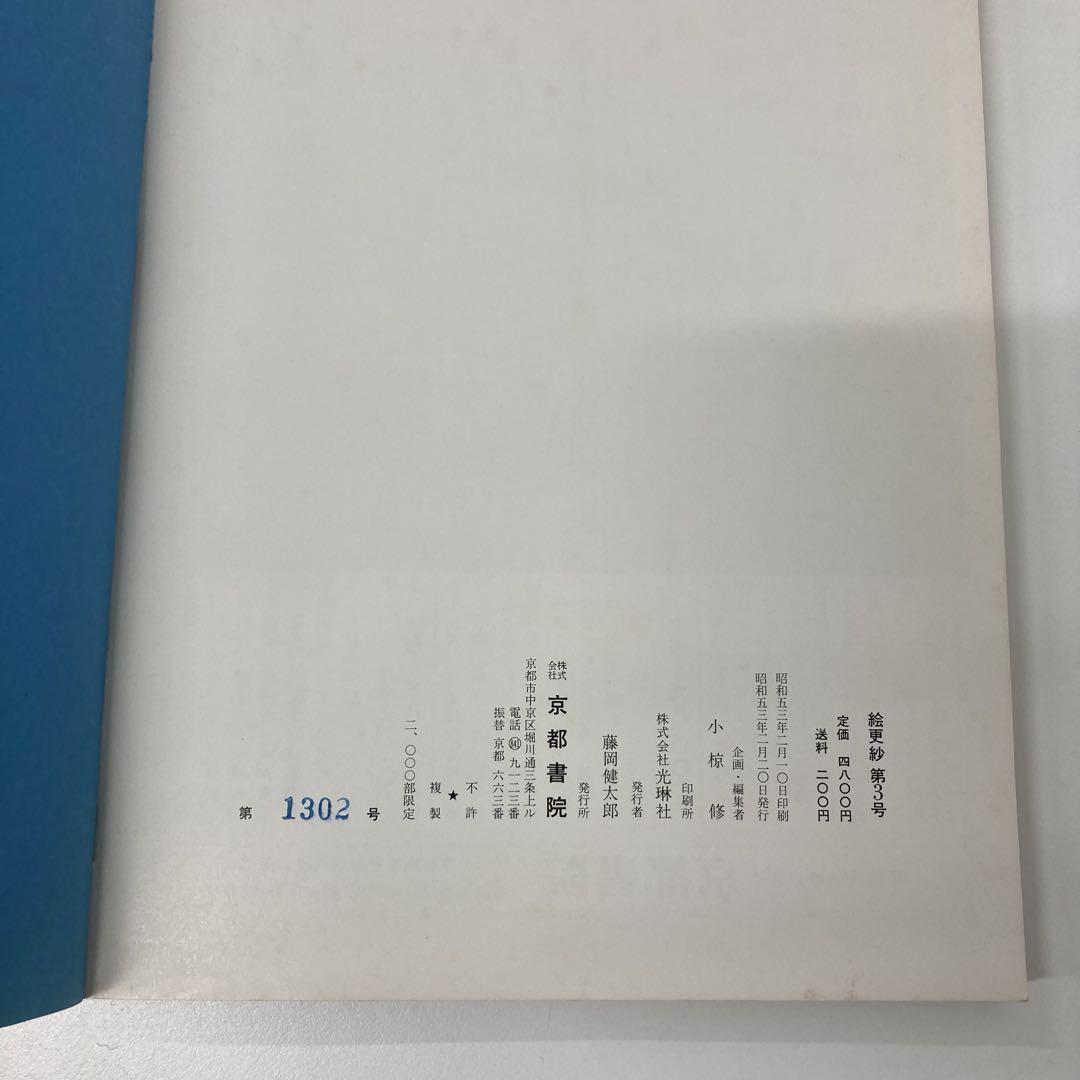 絵更紗 第3号
定価 四八〇〇円
送料 二〇〇円
昭和五三年二月一〇日印刷
昭和五三年二月二〇日発行
企画・編集者
小椋 修
印刷所
株式会社光琳社
発行者
藤岡健太郎
発行所
株式会社 京都書院
京都市中京区堀川通三条上ル
電話 (841) 九一二三番
振替 京都 六六三番
不許
★
複製
二、〇〇〇部限定
第 1302 号